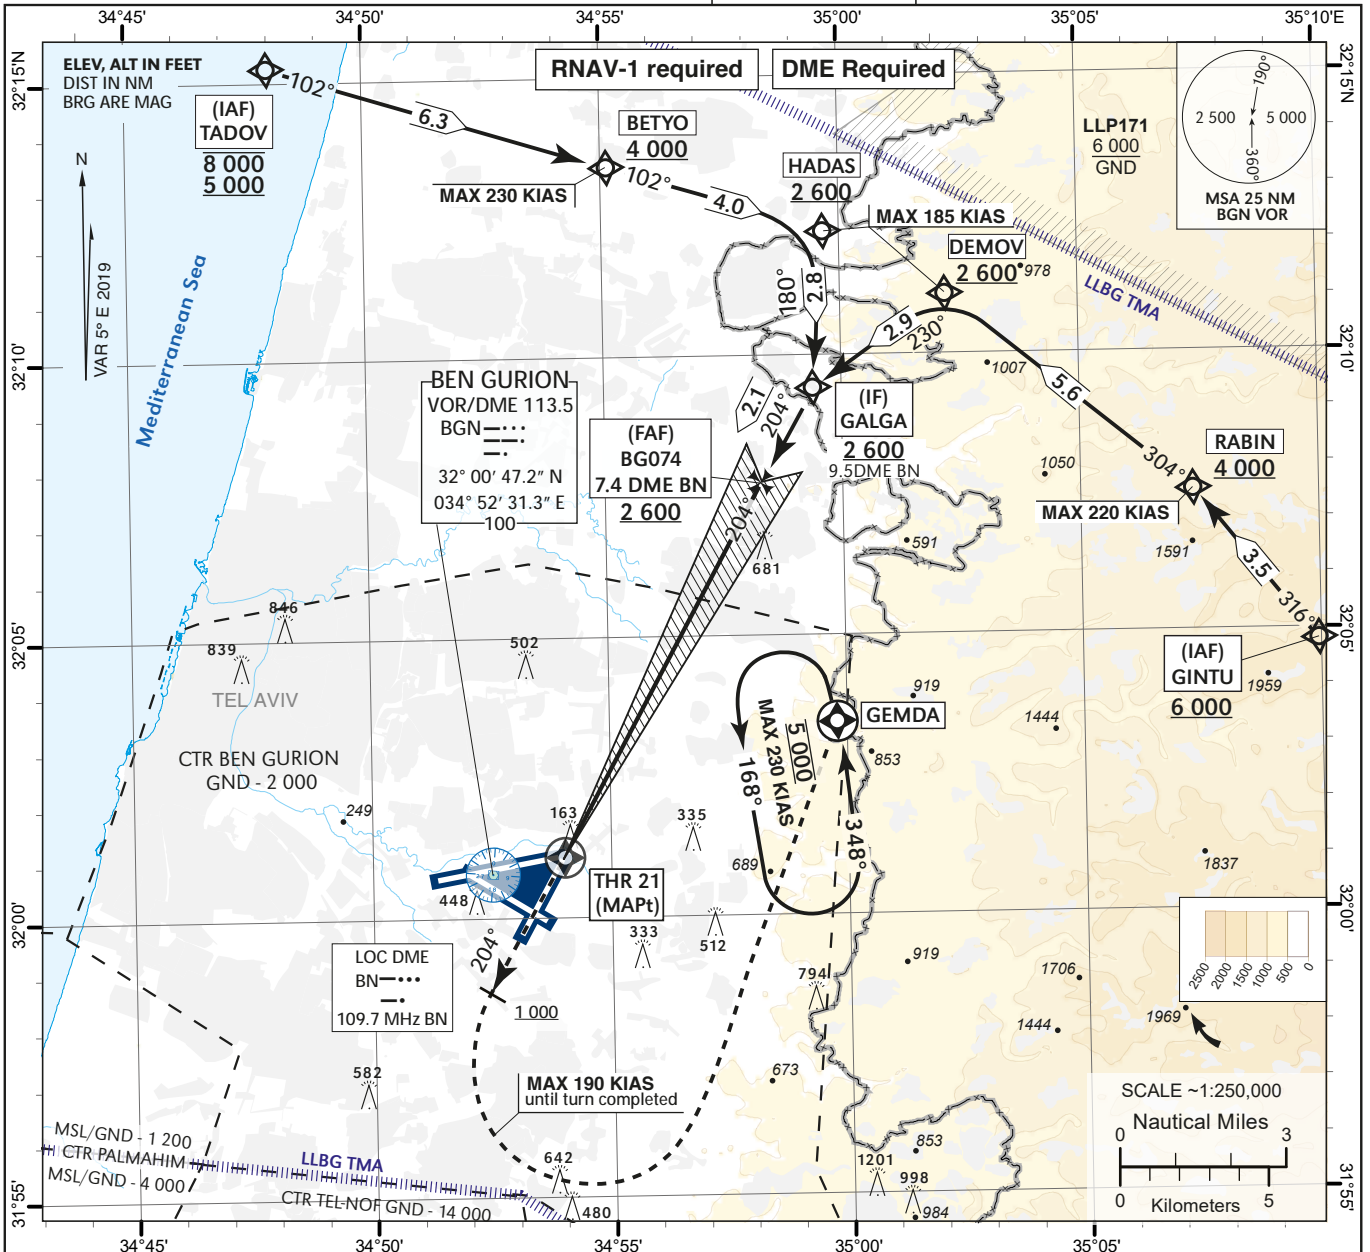 34°45'
34°50'
34°55'
35°00'
35°05'
35°10'E
32°15'N
32°10'
32°05'
32°00'
31°55'
ELEV, ALT IN FEET
DIST IN NM
BRG ARE MAG
N
VAR 5° E 2019
Mediterranean Sea
(IAF)
TADOV
8 000
5 000
102°
6.3
BETYO
4 000
MAX 230 KIAS
102°
4.0
RNAV-1 required
DME Required
HADAS
2 600
MAX 185 KIAS
DEMOV
2 600
978
LLP171
6 000
GND
190°
2 500
5 000
360°
MSA 25 NM
BGN VOR
32°15'N
LLBG TMA
180°
2.8
2.9
230°
1007
5.6
32°10'
BEN GURION
VOR/DME 113.5
BGN
32° 00′ 47.2″ N
034° 52′ 31.3″ E
100
(FAF)
BG074
7.4 DME BN
2 600
2.1
204°
(IF)
GALGA
2 600
9.5DME BN
1050
304°
RABIN
4 000
MAX 220 KIAS
1591
3.5
316°
204°
681
591
32°05'
(IAF)
GINTU
6 000
1959
846
839
502
TEL AVIV
CTR BEN GURION
GND - 2 000
249
919
GEMDA
1444
853
5 000
MAX 230 KIAS
168°
348°
163
335
689
1837
448
THR 21
(MAPt)
333
512
32°00'
LOC DME
BN
109.7 MHz BN
204°
1 000
794
919
1706
1444
1969
2500
2000
1500
1000
500
0
582
MAX 190 KIAS
until turn completed
673
SCALE ~1:250,000
Nautical Miles
0
3
0
5
Kilometers
MSL/GND - 1 200
CTR PALMAHIM
MSL/GND - 4 000
LLBG TMA
CTR TEL-NOF GND - 14 000
642
480
1201
853
998
984
31°55'
34°45'
34°50'
34°55'
35°00'
35°05'